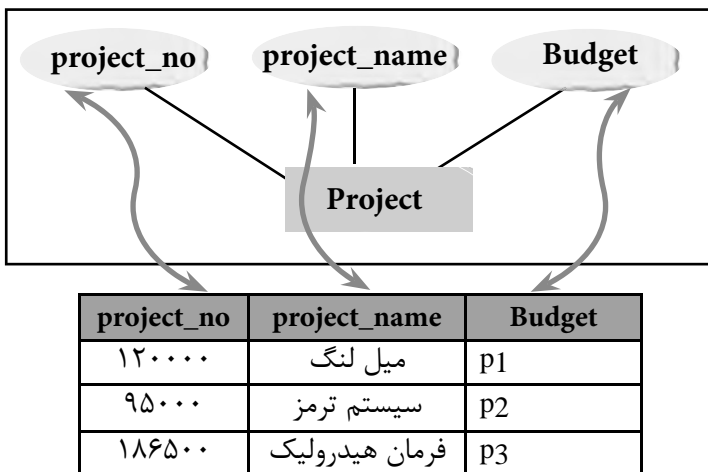 project_no project_name Budget
Project
project_no project_name Budget
۱۲۰۰۰۰ میل لنگ p1
۹۵۰۰۰ سیستم ترمز p2
۱۸۶۵۰۰ فرمان هیدرولیک p3